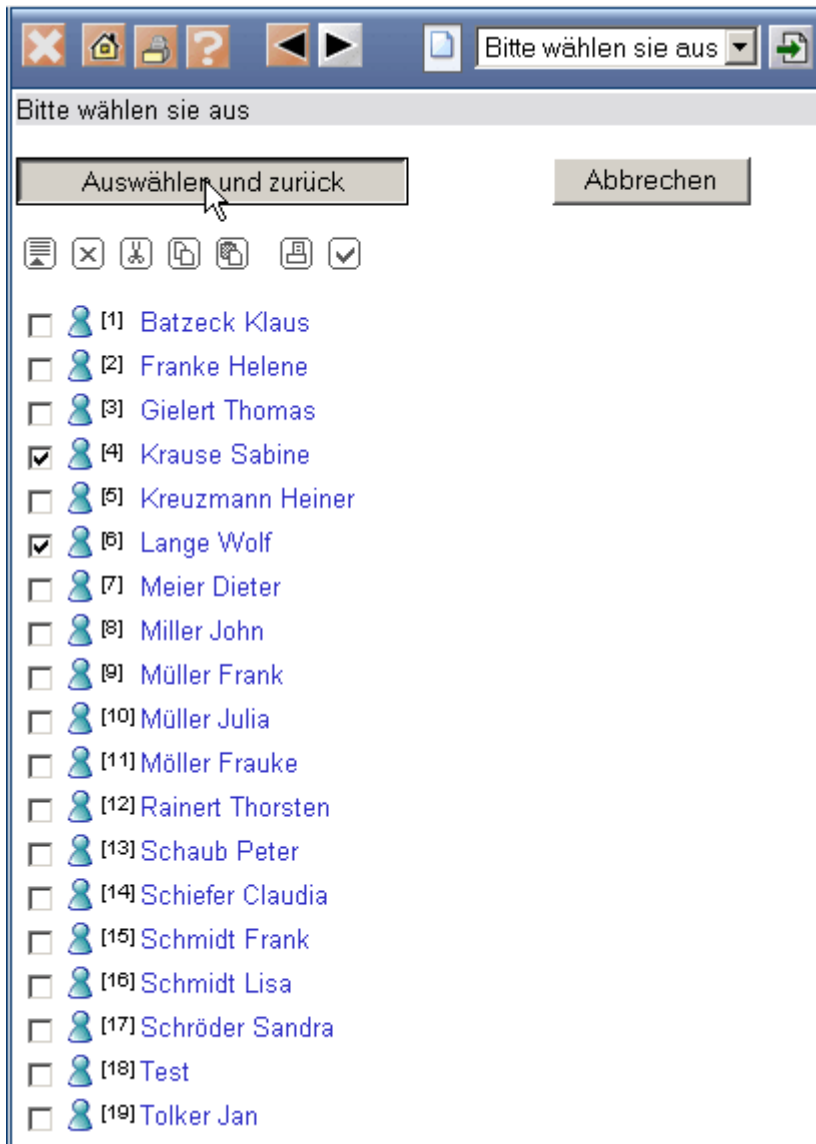 Bitte wählen sie aus
Bitte wählen sie aus
Auswählen und zurück Abbrechen
[1] Batzeck Klaus
[2] Franke Helene
[3] Gielert Thomas
[4] Krause Sabine
[5] Kreuzmann Heiner
[6] Lange Wolf
[7] Meier Dieter
[8] Miller John
[9] Müller Frank
[10] Müller Julia
[11] Möller Frauke
[12] Rainert Thorsten
[13] Schaub Peter
[14] Schiefer Claudia
[15] Schmidt Frank
[16] Schmidt Lisa
[17] Schröder Sandra
[18] Test
[19] Tolker Jan